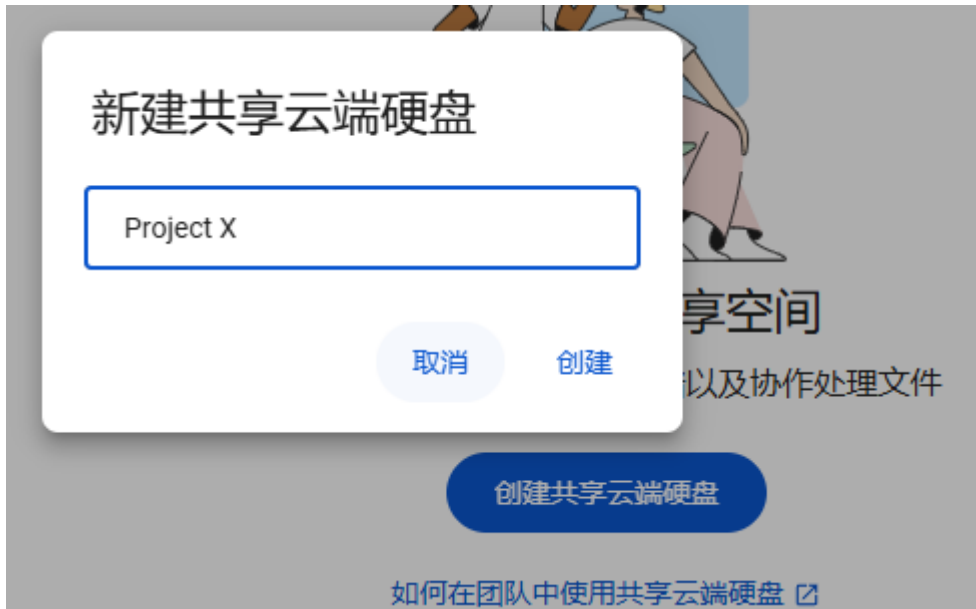 新建共享云端硬盘
Project X
取消 创建
享空间
以及协作处理文件
创建共享云端硬盘
如何在团队中使用共享云端硬盘